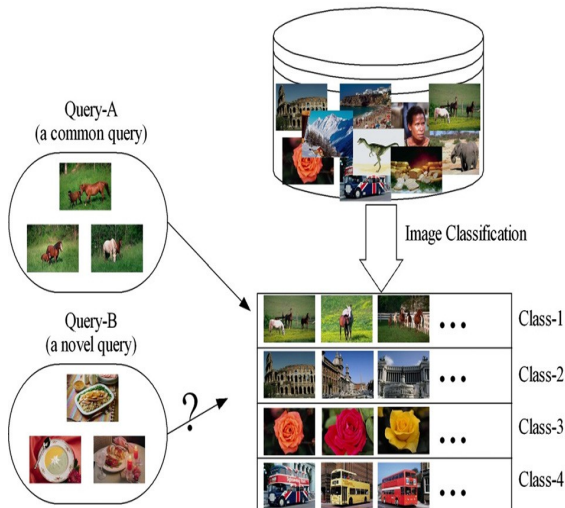 Query-A
(a common query)
Image Classification
Query-B
(a novel query)
?
Class-1
Class-2
Class-3
Class-4